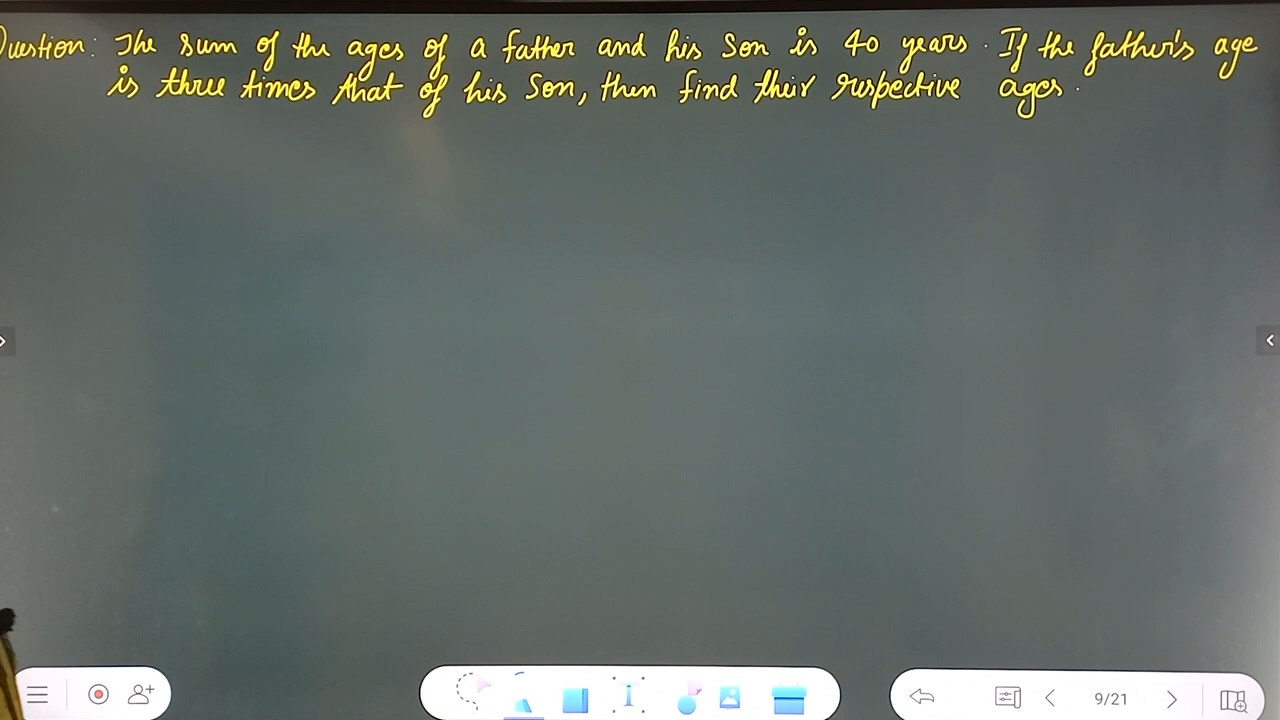 Question: The sum of the ages of a father and his Son is 40 years. If the father's age
is three times that of his Son, then find their respective ages.
9/21